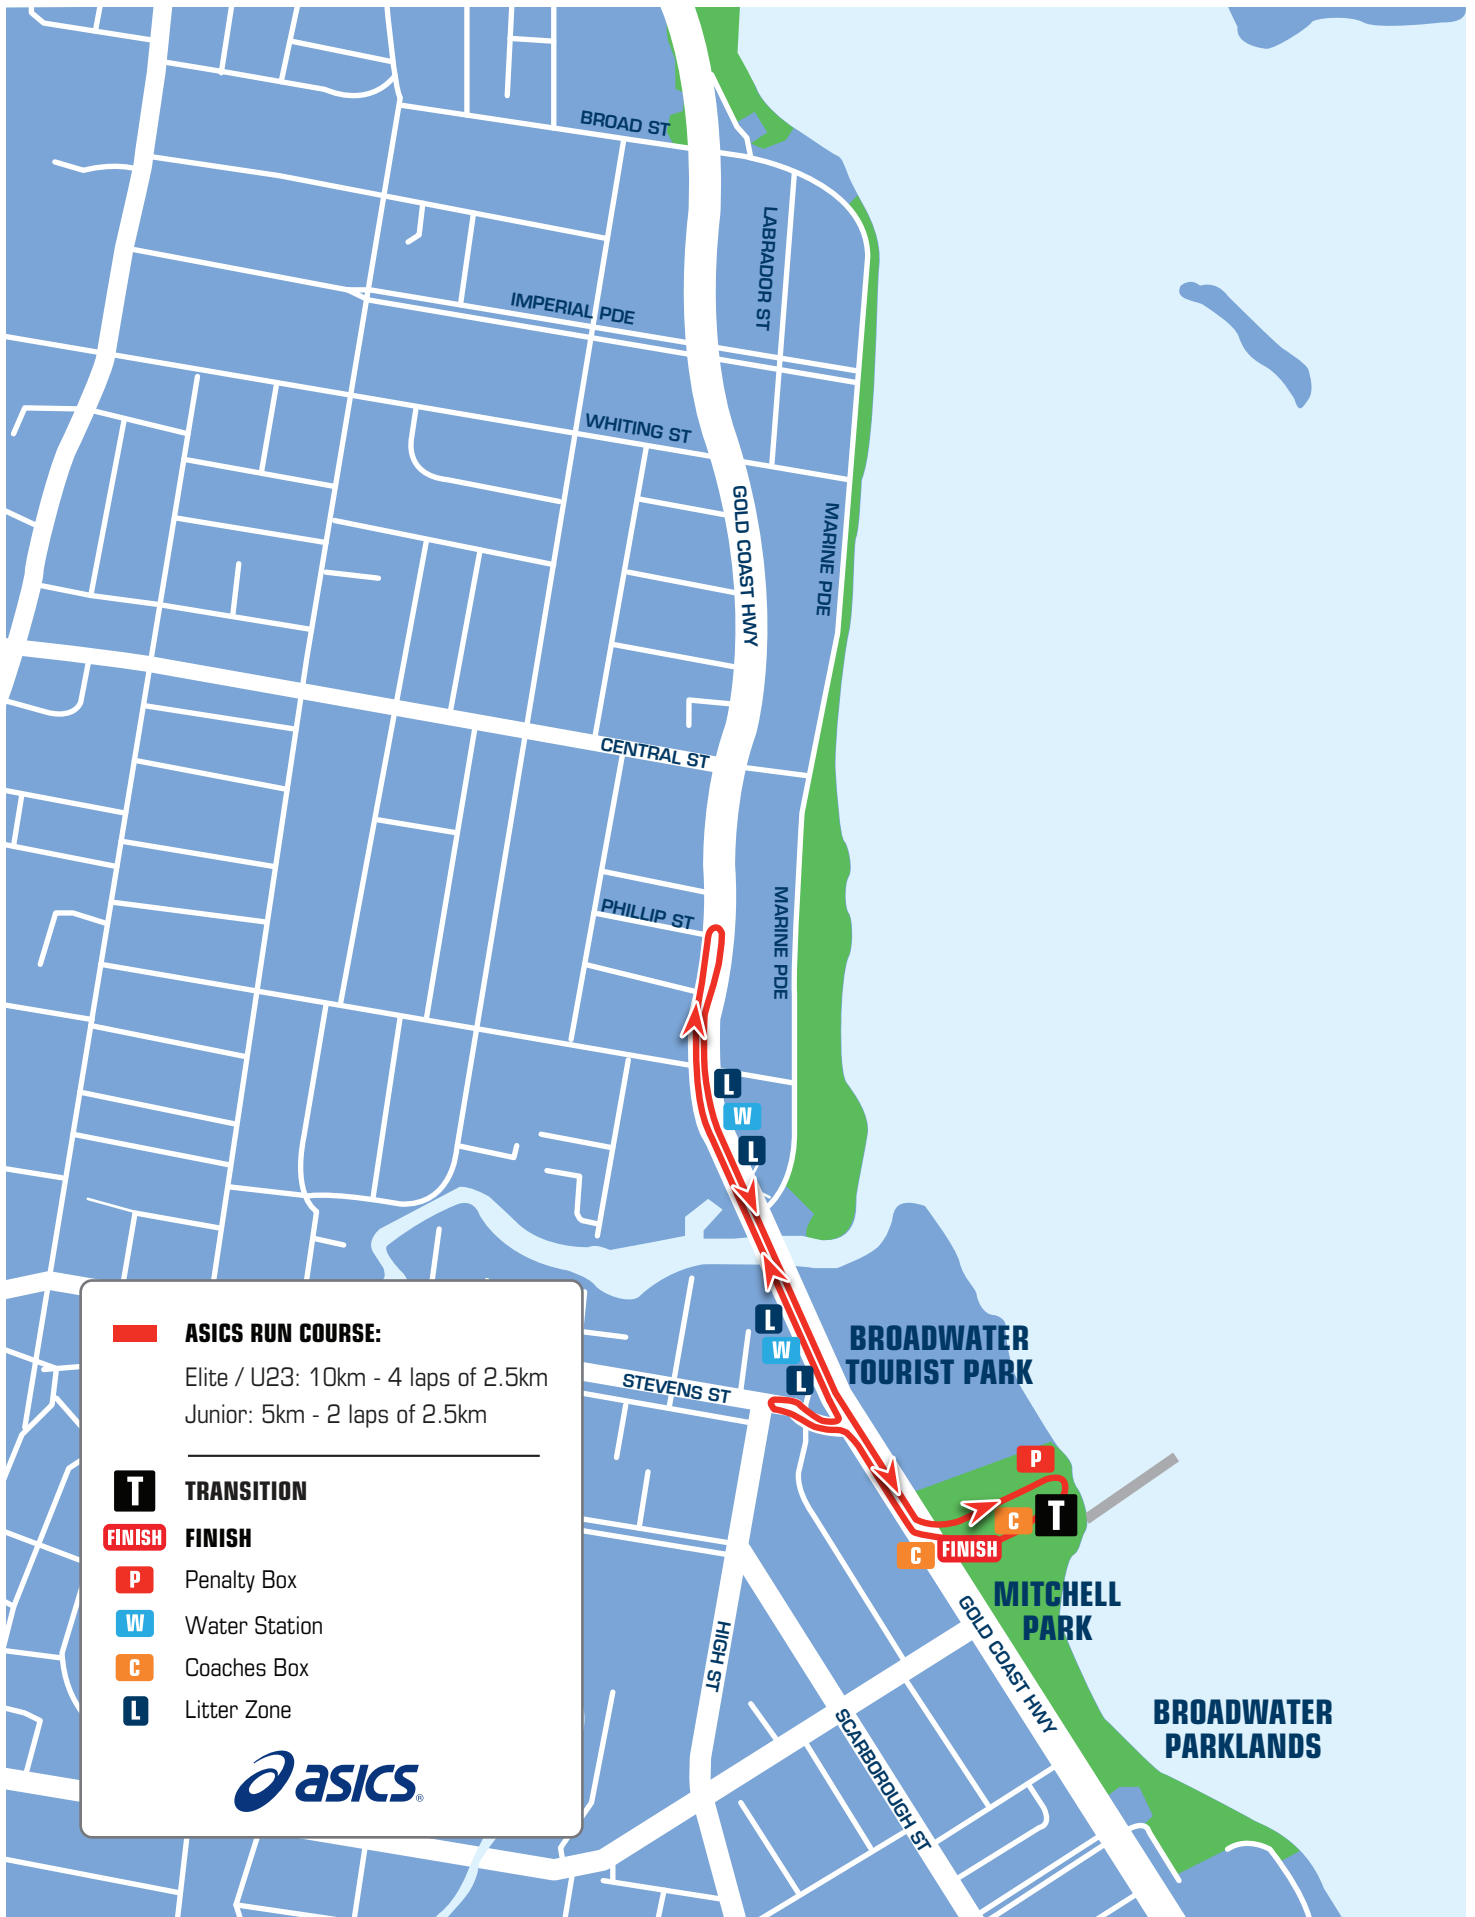 BROAD ST
LABRADOR ST
IMPERIAL PDE
WHITING ST
GOLD COAST HWY
MARINE PDE
CENTRAL ST
PHILLIP ST
MARINE PDE
L
W
L
L
W
L
BROADWATER
TOURIST PARK
STEVENS ST
P
C
T
C
FINISH
MITCHELL
PARK
GOLD COAST HWY
HIGH ST
SCARBOROUGH ST
BROADWATER
PARKLANDS
ASICS RUN COURSE:
Elite / U23: 10km - 4 laps of 2.5km
Junior: 5km - 2 laps of 2.5km
T TRANSITION
FINISH FINISH
P Penalty Box
W Water Station
C Coaches Box
L Litter Zone
asics®